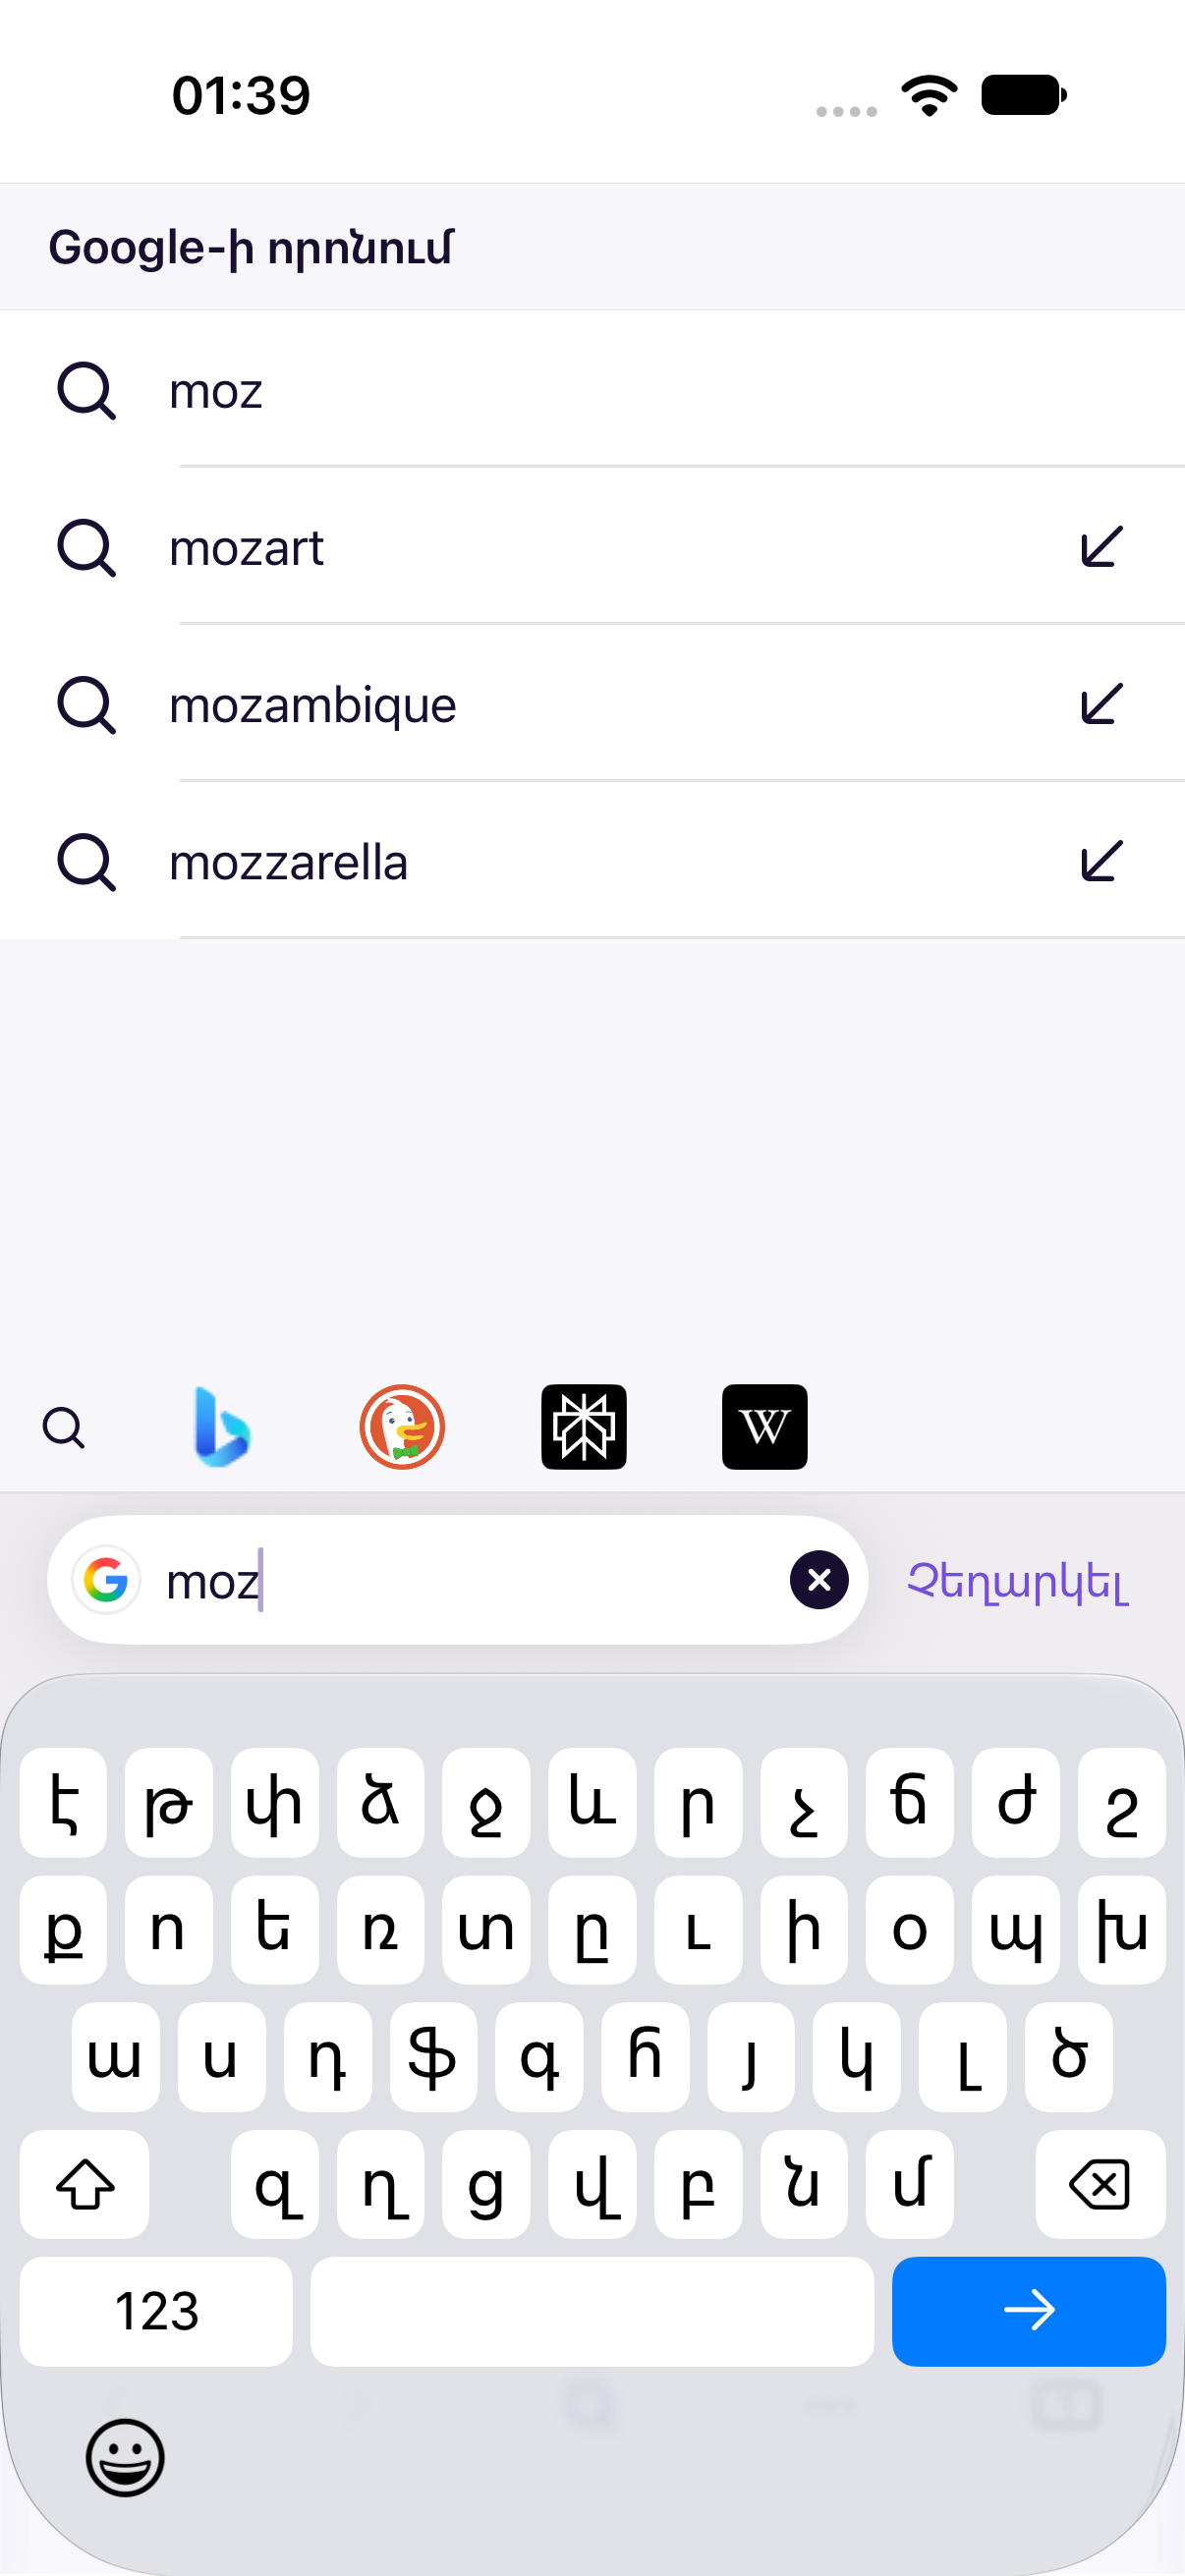 01:39
Google-ի որոնում
moz
mozart
mozambique
mozzarella
W
moz
Չեղարկել
է թ փ ձ ջ և ր չ ճ ժ շ
ք ո ե ռ տ ը ւ ի օ պ խ
ա ս դ ֆ գ հ յ կ լ ծ
զ ղ ց վ բ ն մ
123